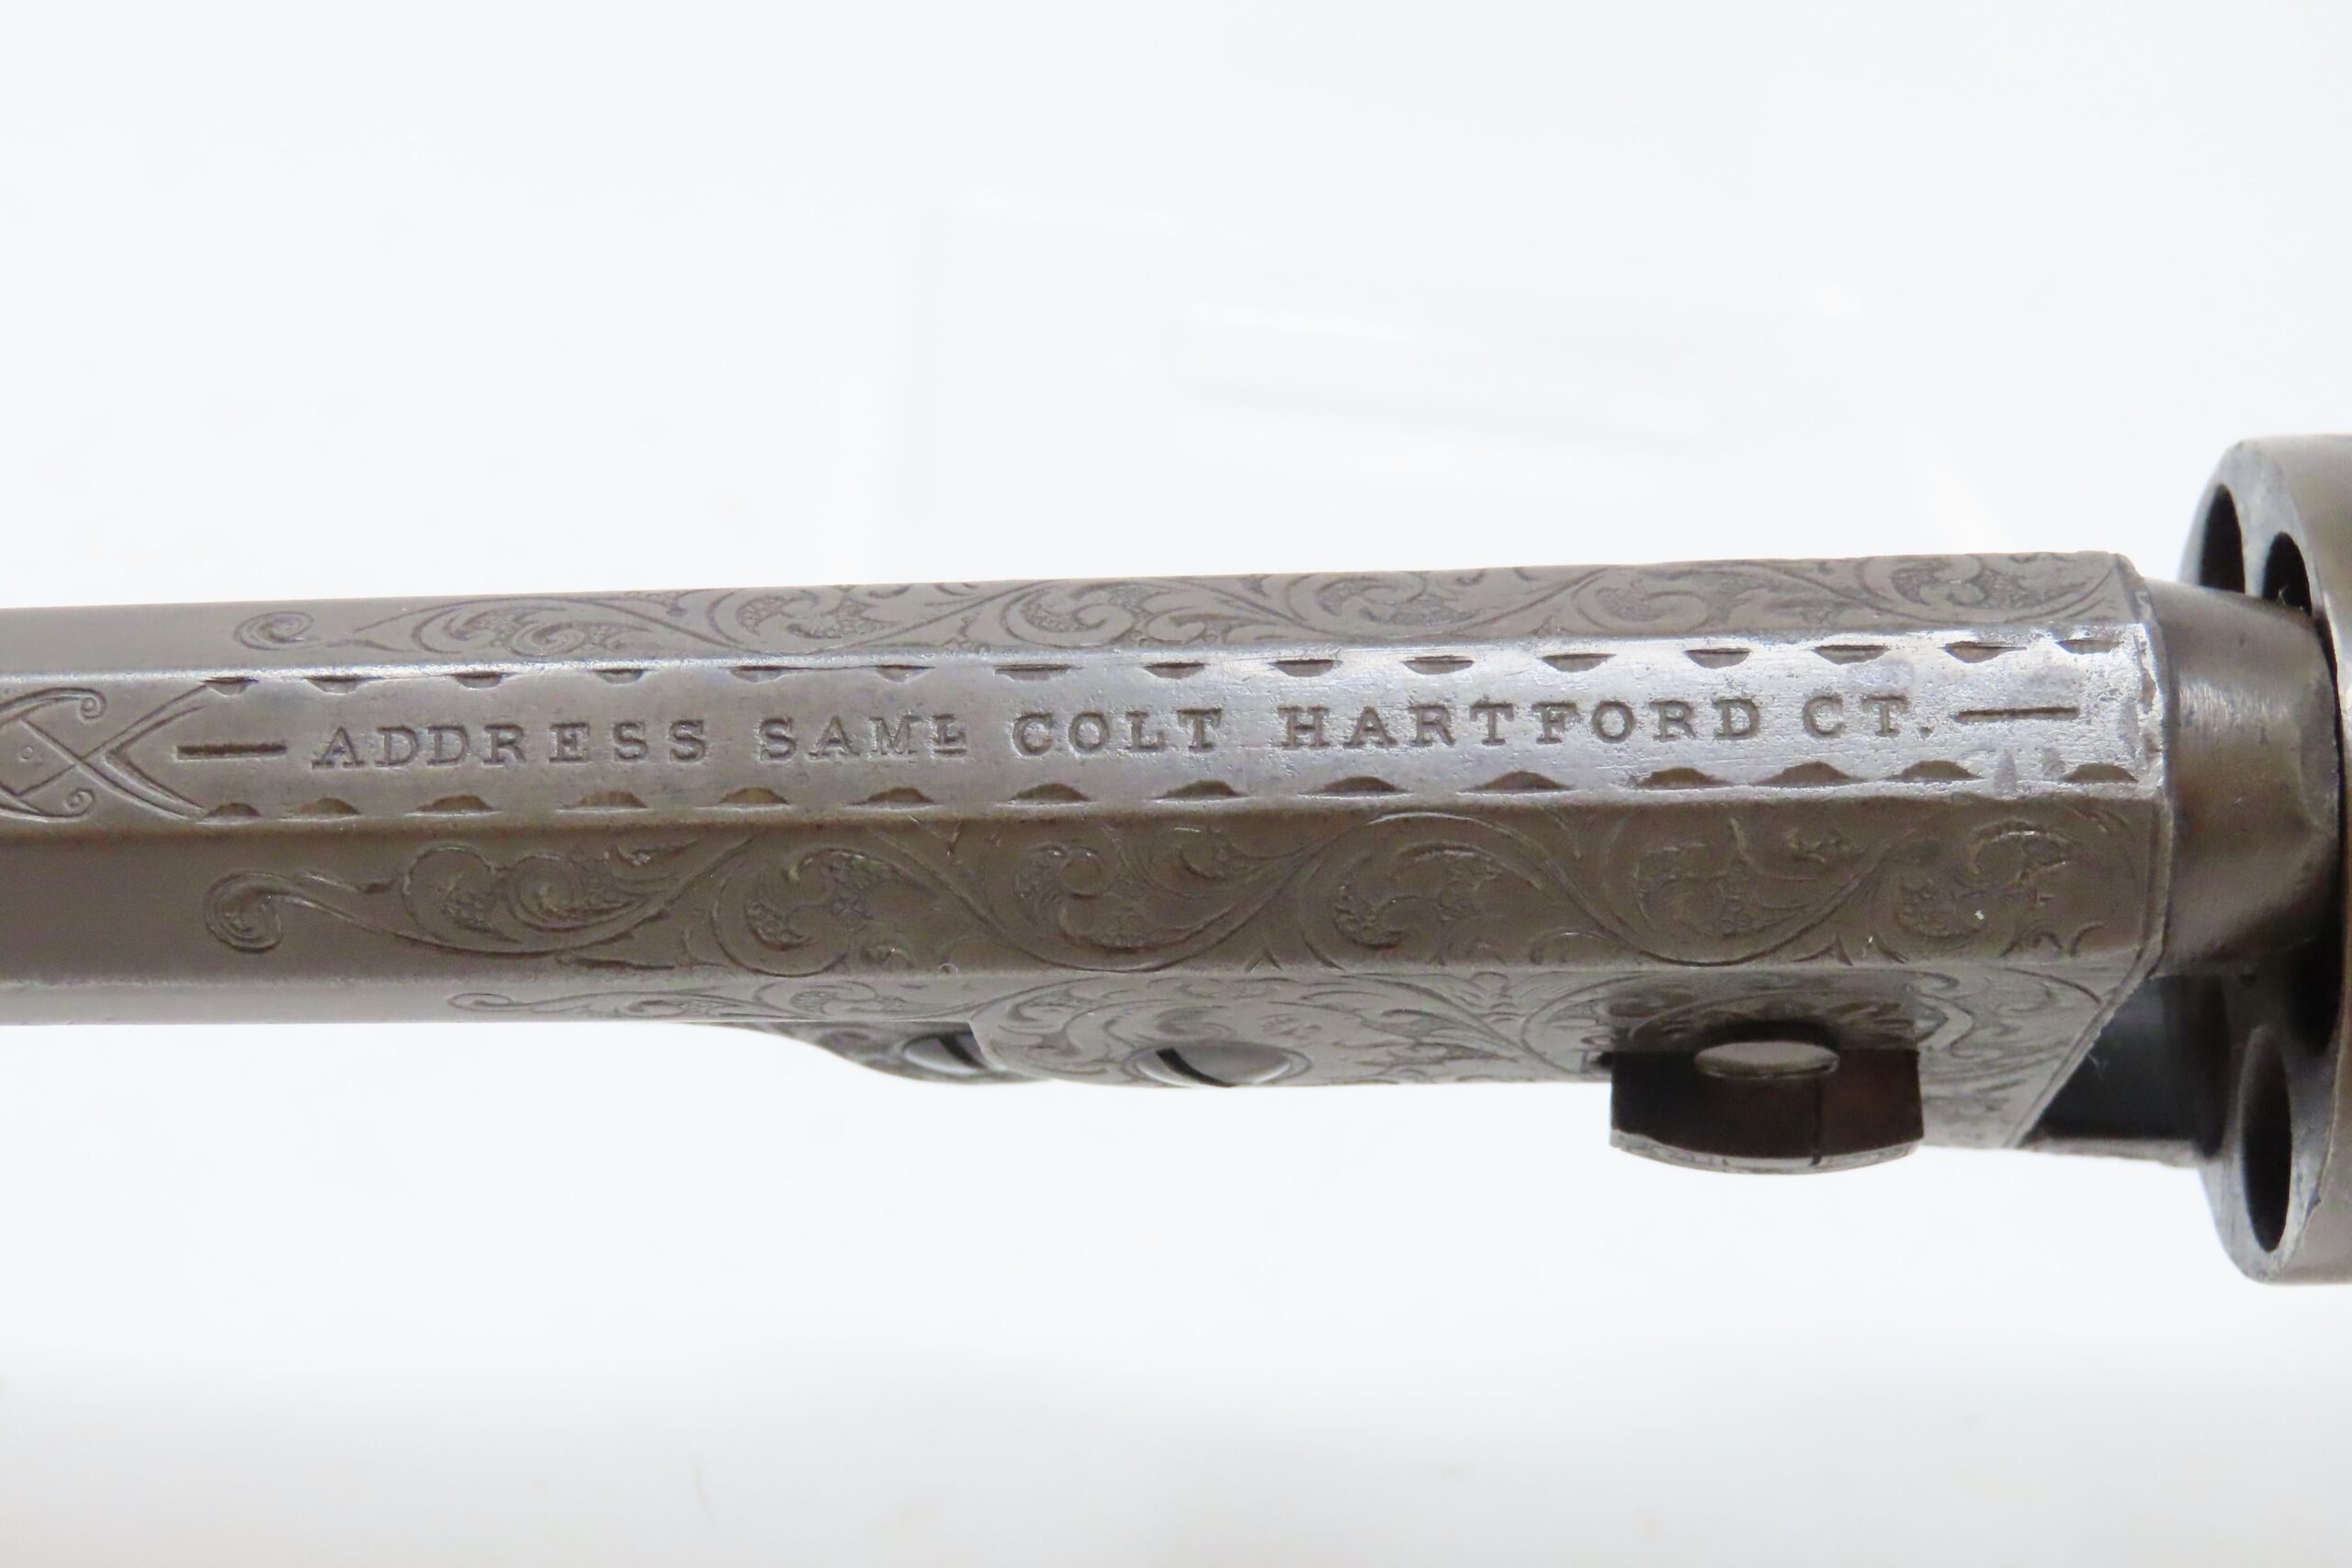 — ADDRESS SAML COLT HARTFORD CT. —